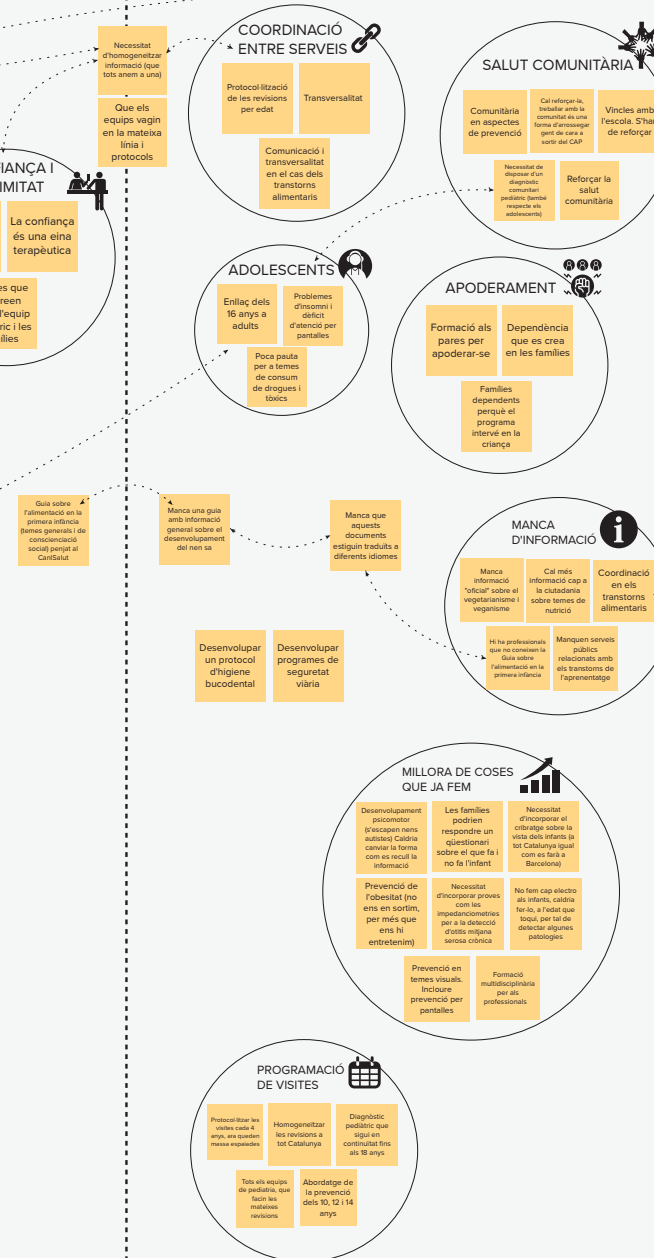 Necessitat
d'homogeneïtzar
informació (que
tots anem a una)
Que els
equips vagin
en la mateixa
línia i
protocols
COORDINACIÓ
ENTRE SERVEIS
Protocol·lització
de les revisions
per edat
Transversalitat
Comunicació i
transversalitat
en el cas dels
transtorns
alimentaris
SALUT COMUNITÀRIA
Comunitària
en aspectes
de prevenció
Cal reforçar-la,
treballar amb la
comunitat és una
forma d'arrossegar
gent de cara a
sortir del CAP
Vincles amb
l'escola. S'ha
de reforçar
Necessitat de
disposar d'un
diagnòstic
comunitari
pediàtric (també
respecte els
adolescents)
Reforçar la
salut
comunitària
La confiança
és una eina
terapèutica
es que
reen
l'equip
ric i les
ílies
ADOLESCENTS
Enllaç dels
16 anys a
adults
Problemes
d'insomni i
dèficit
d'atenció per
pantalles
Poca pauta
per a temes
de consum
de drogues i
tòxics
APODERAMENT
Formació als
pares per
apoderar-se
Dependència
que es crea
en les famílies
Famílies
dependents
perquè el
programa
intervé en la
criança
Guia sobre
l'alimentació en la
primera infància
(temes generals i de
conscienciació
social) penjat al
CanSalut
Manca una guia
amb informació
general sobre el
desevolupament
del nen sa
Manca que
aquests
documents
estiguin traduïts a
diferents idiomes
MANCA
D'INFORMACIÓ
Manca
informació
"oficial" sobre el
vegetarianisme i
veganisme
Cal més
informació cap a
la ciutadania
sobre temes de
nutrició
Coordinació
en els
transtorns
alimentaris
Hi ha professionals
que no coneixen la
Guia sobre
l'alimentació en la
primera infància
Manquen serveis
públics
relacionats amb
els transtorns de
l'aprenentatge
Desenvolupar
un protocol
d'higiene
bucodental
Desenvolupar
programes de
seguretat
viària
MILLORA DE COSES
QUE JA FEM
Desenvolupament
psicomotor
(s'escapen nens
autistes) Caldria
canviar la forma
com es recull la
informació
Les famílies
podrien
respondre un
qüestionari
sobre el que fa i
no fa l'infant
Necessitat
d'incorporar el
cribratge sobre la
vista dels infants (a
tot Catalunya igual
com es farà a
Barcelona)
Prevenció de
l'obesitat (no
ens en sortim,
per més que
ens hi
entretenim)
Necessitat
d'incorporar proves
com les
impedanciometries
per a la detecció
d'otitis mitjana
serosa crònica
No fem cap electro
als infants, caldria
fer-lo, a l'edat que
toqui, per tal de
detectar algunes
patologies
Prevenció en
temes visuals.
Incloure
prevenció per
pantalles
Formació
multidisciplinària
per als
professionals
PROGRAMACIÓ
DE VISITES
Protocol·litzar les
visites cada 4
anys, ara queden
massa espaiades
Homogeneïtzar
les revisions a
tot Catalunya
Diagnòstic
pediàtric que
sigui en
continuïtat fins
als 18 anys
Tots els equips
de pediatria, que
facin les
mateixes
revisions
Abordatge de
la prevenció
dels 10, 12 i 14
anys